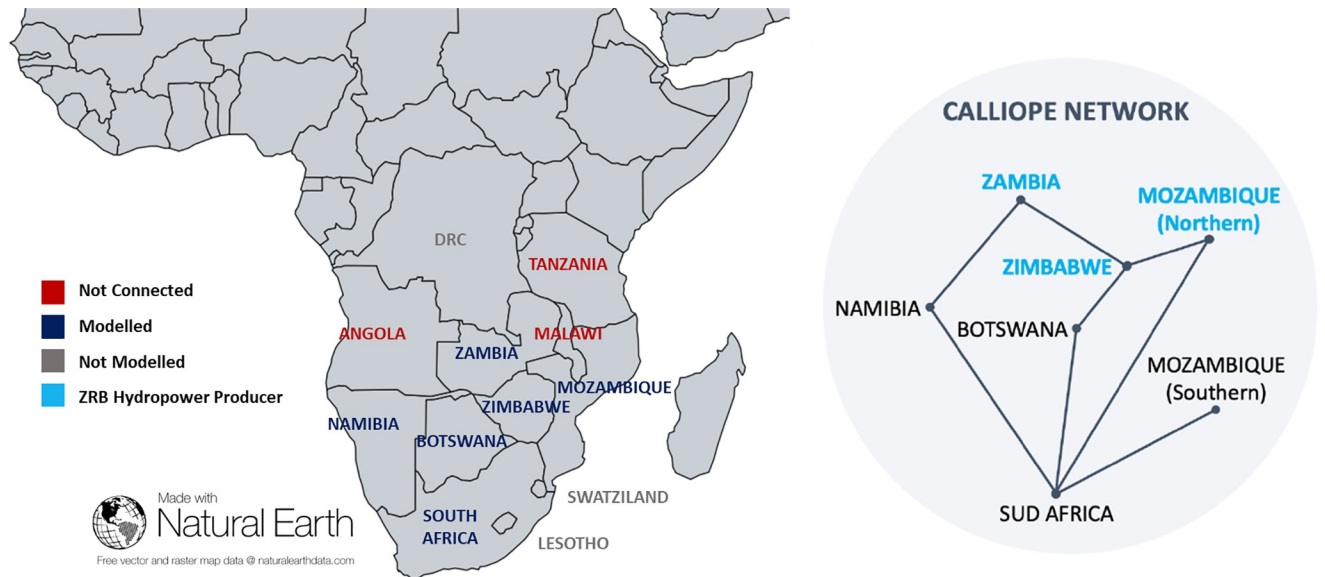 DRC
TANZANIA
ANGOLA
MALAWI
ZAMBIA
MOZAMBIQUE
ZIMBABWE
NAMIBIA
BOTSWANA
SWATZILAND
SOUTH
AFRICA
LESOTHO
Not Connected
Modelled
Not Modelled
ZRB Hydropower Producer
Made with
Natural Earth
Free vector and raster map data @ naturalearthdata.com
CALLIOPE NETWORK
ZAMBIA
MOZAMBIQUE
(Northern)
ZIMBABWE
NAMIBIA
BOTSWANA
MOZAMBIQUE
(Southern)
SUD AFRICA